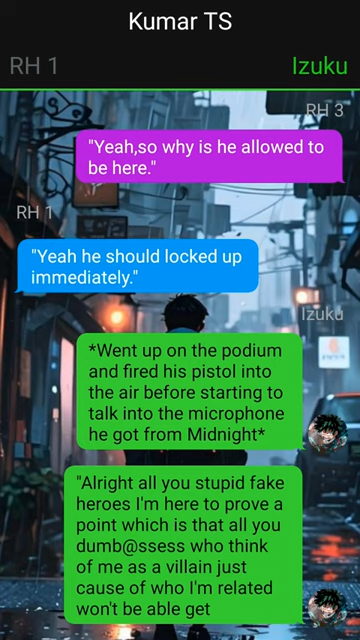 Kumar TS
RH 1
Izuku
RH 3
"Yeah,so why is he allowed to
be here."
RH 1
"Yeah he should locked up
immediately."
Izuku
*Went up on the podium
and fired his pistol into
the air before starting to
talk into the microphone
he got from Midnight*
"Alright all you stupid fake
heroes I'm here to prove a
point which is that all you
dumb@ssess who think
of me as a villain just
cause of who I'm related
won't be able get